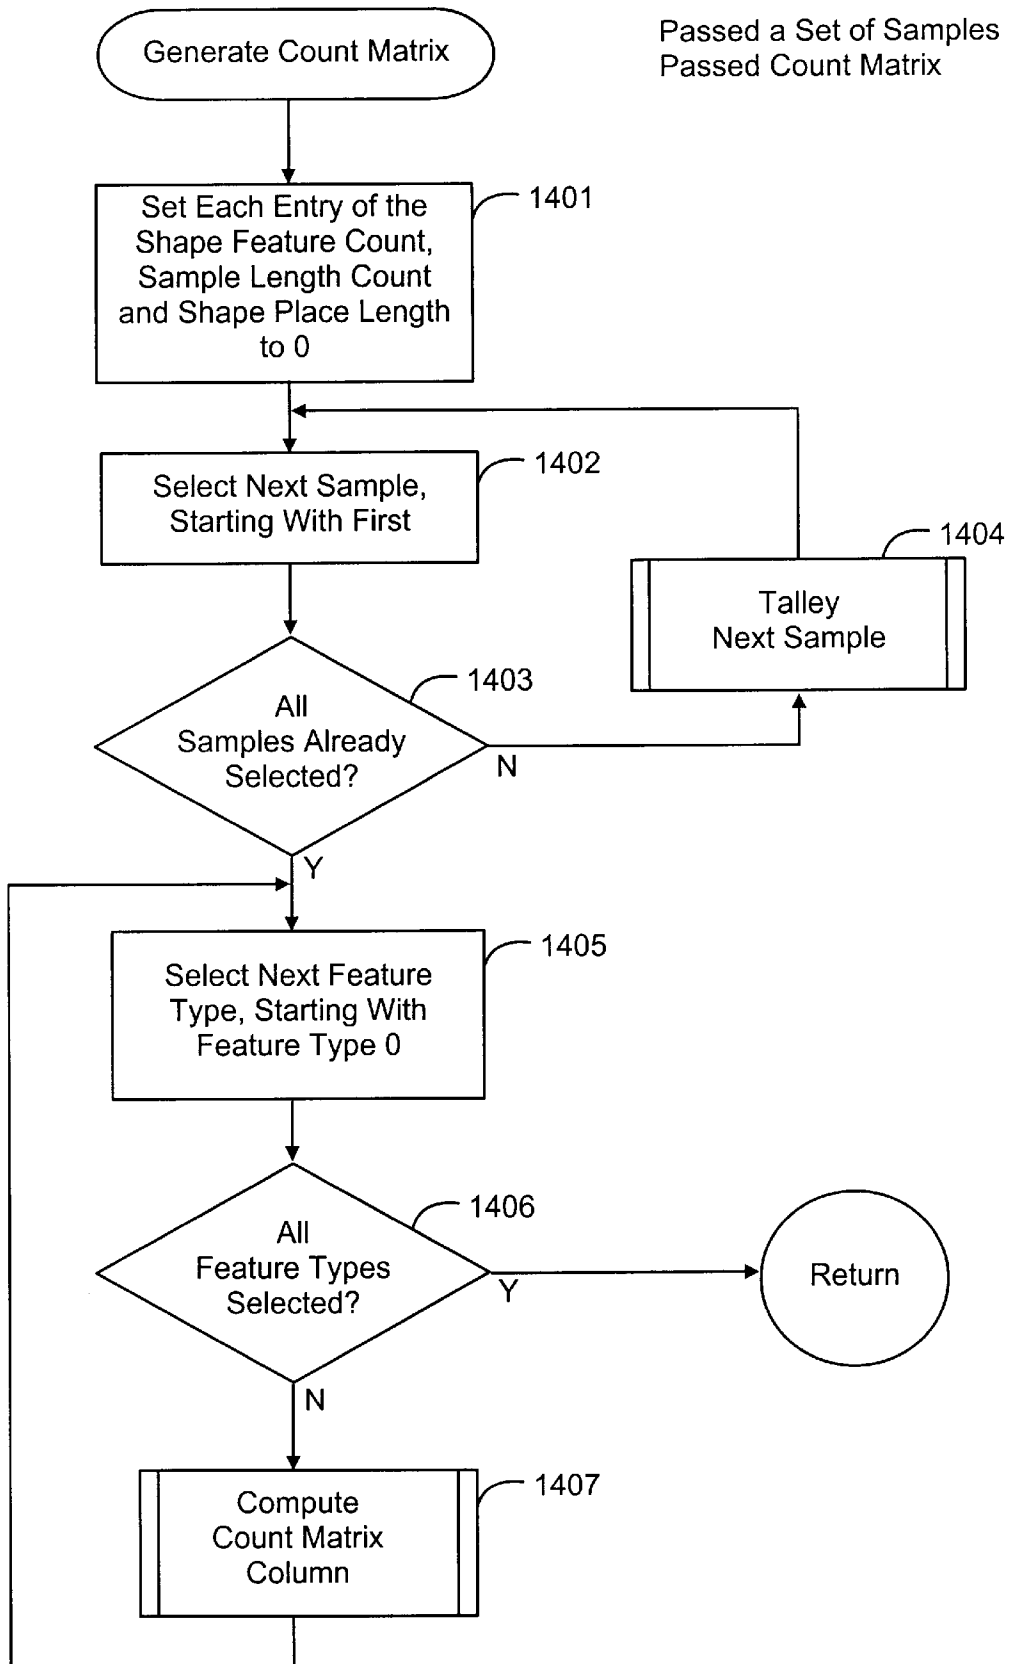 Generate Count Matrix
Passed a Set of Samples
Passed Count Matrix
1401
Set Each Entry of the
Shape Feature Count,
Sample Length Count
and Shape Place Length
to 0
1402
Select Next Sample,
Starting With First
1404
Talley
Next Sample
1403
All
Samples Already
Selected?
N
Y
1405
Select Next Feature
Type, Starting With
Feature Type 0
1406
All
Feature Types
Selected?
Y
Return
N
1407
Compute
Count Matrix
Column